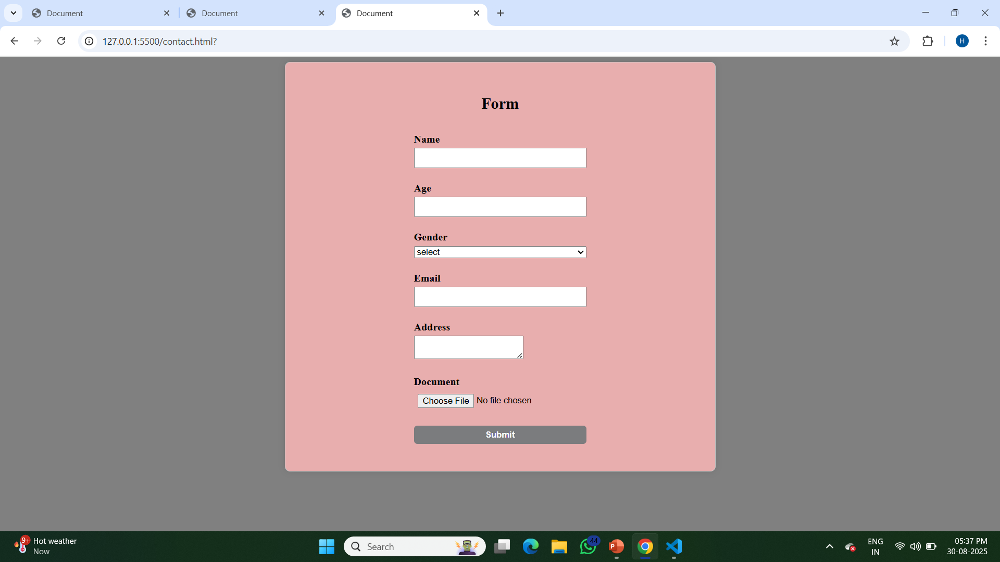 Document
Document
Document
127.0.0.1:5500/contact.html?
H
Form
Name
Age
Gender
select
Email
Address
Document
Choose File No file chosen
Submit
9+
Hot weather
Now
Search
44
P
ENG
IN
05:37 PM
30-08-2025